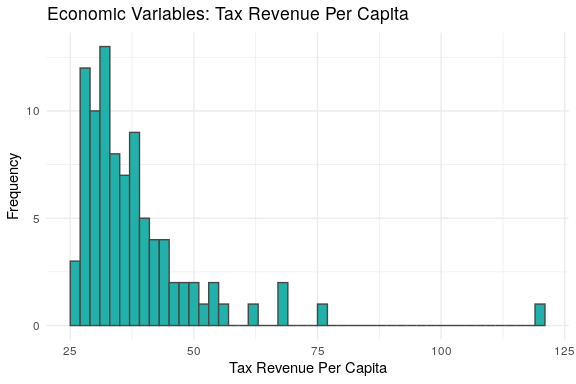 Economic Variables: Tax Revenue Per Capita
Frequency
10
5
0
25 50 75 100 125
Tax Revenue Per Capita